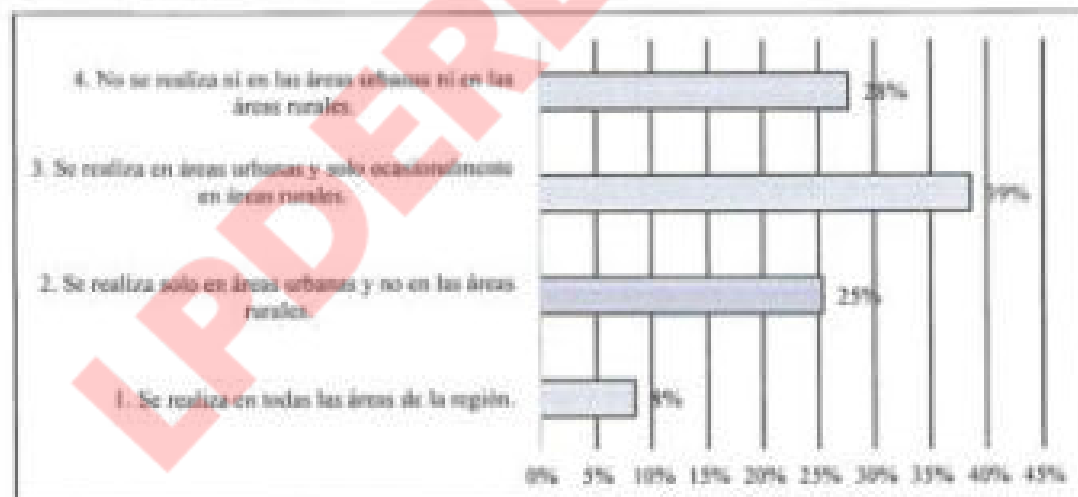 4. No se realiza ni en las áreas urbanas ni en las
áreas rurales.
28%
3. Se realiza en áreas urbanas y solo ocasionalmente
en áreas rurales.
39%
2. Se realiza solo en áreas urbanas y no en las áreas
rurales.
25%
1. Se realiza en todas las áreas de la región.
8%
0% 5% 10% 15% 20% 25% 30% 35% 40% 45%